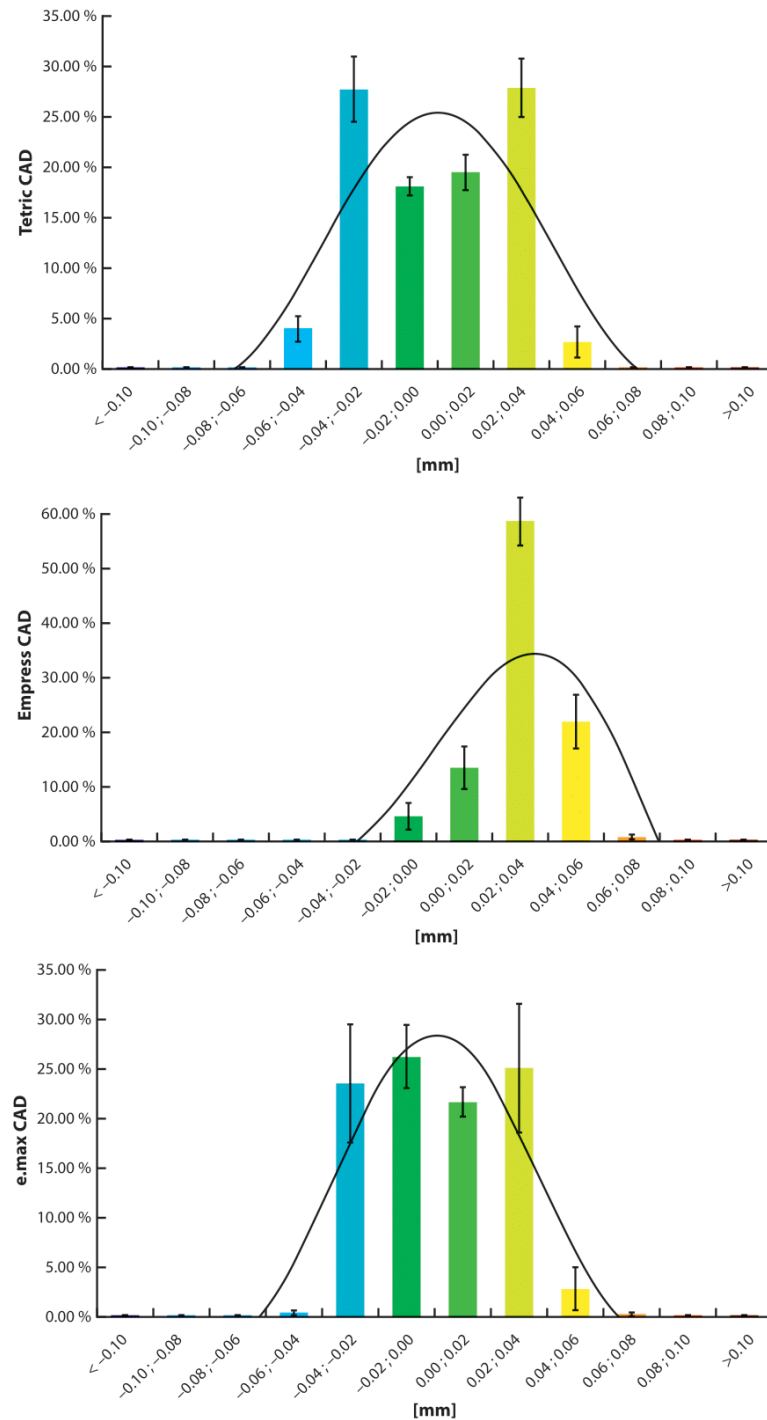 35.00 %
30.00 %
25.00 %
20.00 %
15.00 %
10.00 %
5.00 %
0.00 %
Tetric CAD
< −0.10
−0.10 ; −0.08
−0.08 ; −0.06
−0.06 ; −0.04
−0.04 ; −0.02
−0.02 ; 0.00
0.00 ; 0.02
0.02 ; 0.04
0.04 ; 0.06
0.06 ; 0.08
0.08 ; 0.10
>0.10
[mm]
60.00 %
50.00 %
40.00 %
30.00 %
20.00 %
10.00 %
0.00 %
Empress CAD
< −0.10
−0.10 ; −0.08
−0.08 ; −0.06
−0.06 ; −0.04
−0.04 ; −0.02
−0.02 ; 0.00
0.00 ; 0.02
0.02 ; 0.04
0.04 ; 0.06
0.06 ; 0.08
0.08 ; 0.10
>0.10
[mm]
35.00 %
30.00 %
25.00 %
20.00 %
15.00 %
10.00 %
5.00 %
0.00 %
e.max CAD
< −0.10
−0.10 ; −0.08
−0.08 ; −0.06
−0.06 ; −0.04
−0.04 ; −0.02
−0.02 ; 0.00
0.00 ; 0.02
0.02 ; 0.04
0.04 ; 0.06
0.06 ; 0.08
0.08 ; 0.10
>0.10
[mm]